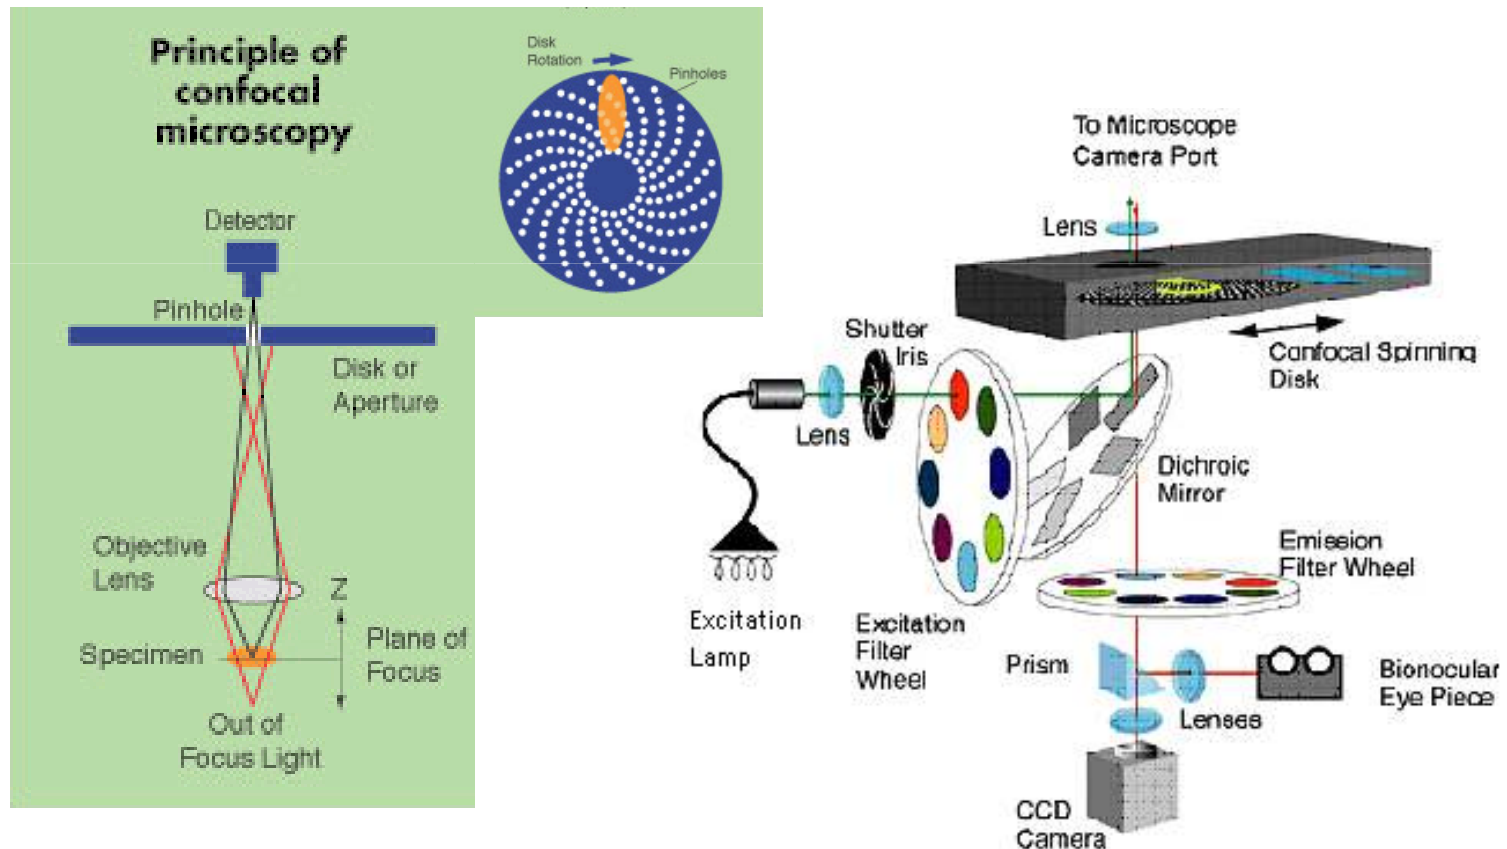 Principle of
confocal
microscopy
Disk
Rotation
Pinholes
Detector
Pinhole
Disk or
Aperture
Objective
Lens
Z
Specimen
Plane of
Focus
Out of
Focus Light
To Microscope
Camera Port
Lens
Shutter
Iris
Confocal Spinning
Disk
Lens
Dichroic
Mirror
Emission
Filter Wheel
Excitation
Lamp
Excitation
Filter
Wheel
Prism
Bionocular
Eye Piece
Lenses
CCD
Camera